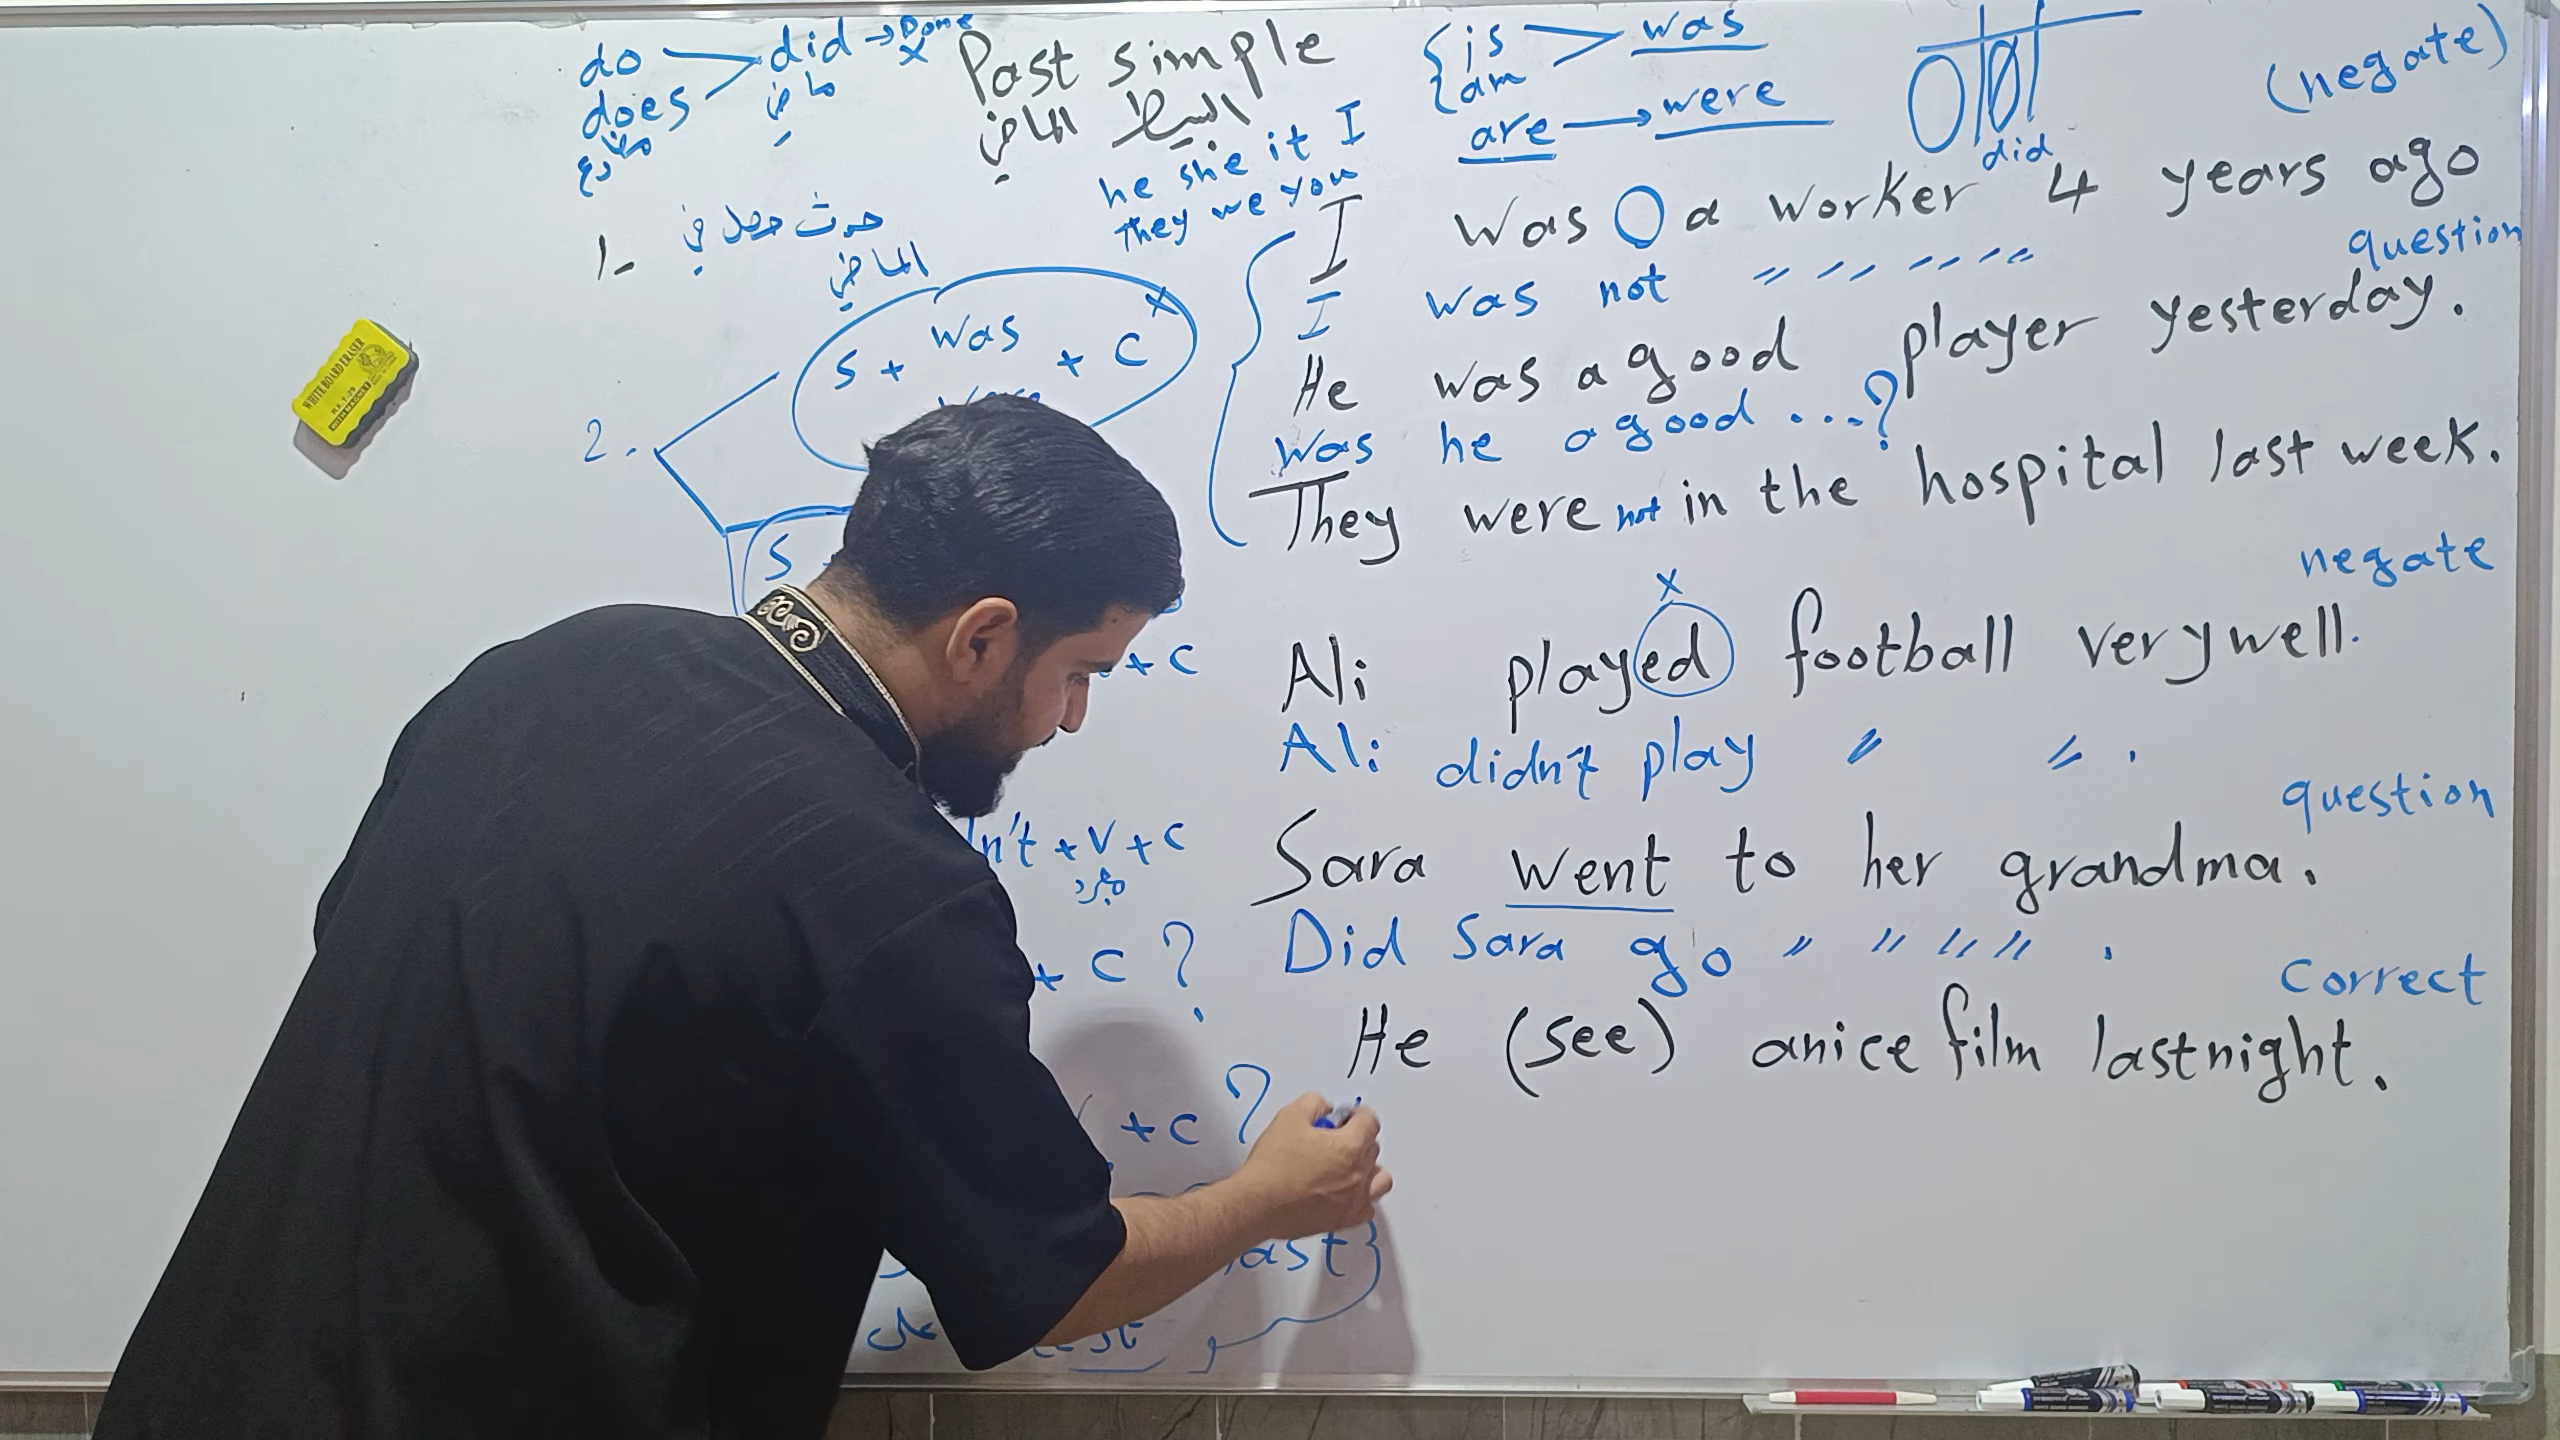 do
does
مضارع
did → Done
x
ماضي
Past simple
الماضي البسيط
he she it I
they we you
{is
{am
are → were
was
did
(negate)
1-
حدث حصل في
الماضي
2.
S + was + C
x
S
+ C
n't + V + C
مجرد
+ C ?
+ C ?
last}
I was a worker 4 years ago
question
I was not " " " " "
He was a good player yesterday.
Was he a good ....?
They were not in the hospital last week.
negate
x
Ali played football very well.
Ali didn't play " " .
question
Sara went to her grandma.
Did Sara go " " " " .
correct
He (see) a nice film last night.
WHITE BOARD ERASER